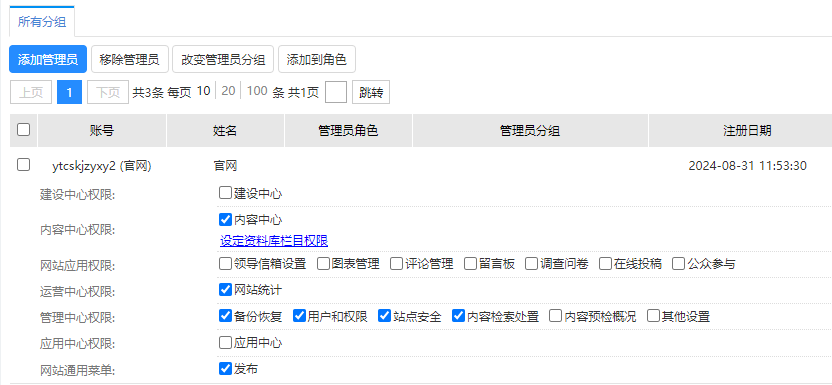 所有分组
添加管理员 移除管理员 改变管理员分组 添加到角色
上页 1 下页 共3条 每页 10 20 100 条 共1页 跳转
账号 姓名 管理员角色 管理员分组 注册日期
ytcskjzyxy2 (官网) 官网 2024-08-31 11:53:30
建设中心权限: 建设中心
内容中心权限: 内容中心
设定资料库栏目权限
网站应用权限: 领导信箱设置 图表管理 评论管理 留言板 调查问卷 在线投稿 公众参与
运营中心权限: 网站统计
管理中心权限: 备份恢复 用户和权限 站点安全 内容检索处置 内容预检概况 其他设置
应用中心权限: 应用中心
网站通用菜单: 发布